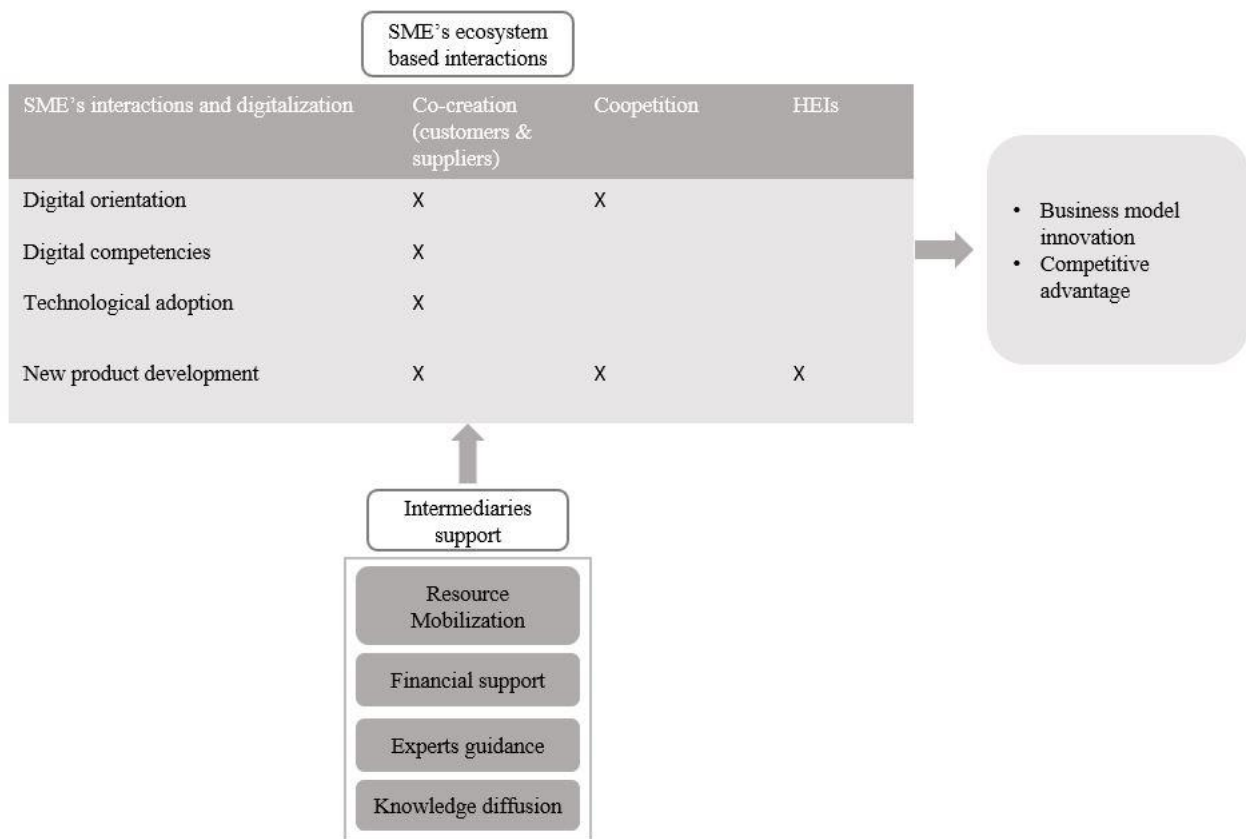 SME's ecosystem
based interactions
SME's interactions and digitalization
Co-creation
(customers &
suppliers)
Coopetition
HEIs
Digital orientation
X
X
Digital competencies
X
Technological adoption
X
New product development
X
X
X
• Business model
innovation
• Competitive
advantage
Intermediaries
support
Resource
Mobilization
Financial support
Experts guidance
Knowledge diffusion